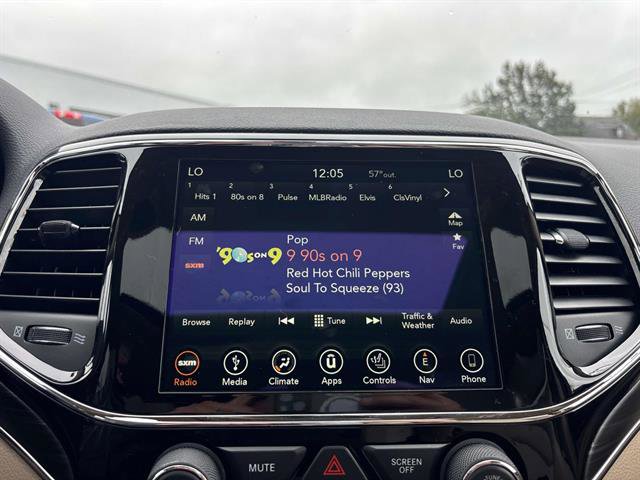 LO 12:05 57°out. LO
1 2 3 4 5 6
Hits 1 80s on 8 Pulse MLBRadio Elvis ClsVinyl >
AM
Map
FM
Fav
sxm
'90s ON 9
Pop
9 90s on 9
Red Hot Chili Peppers
Soul To Squeeze (93)
Browse Replay Tune Traffic & Weather Audio
sxm E
Radio Media Climate Apps Controls Nav Phone
MUTE
SCREEN OFF